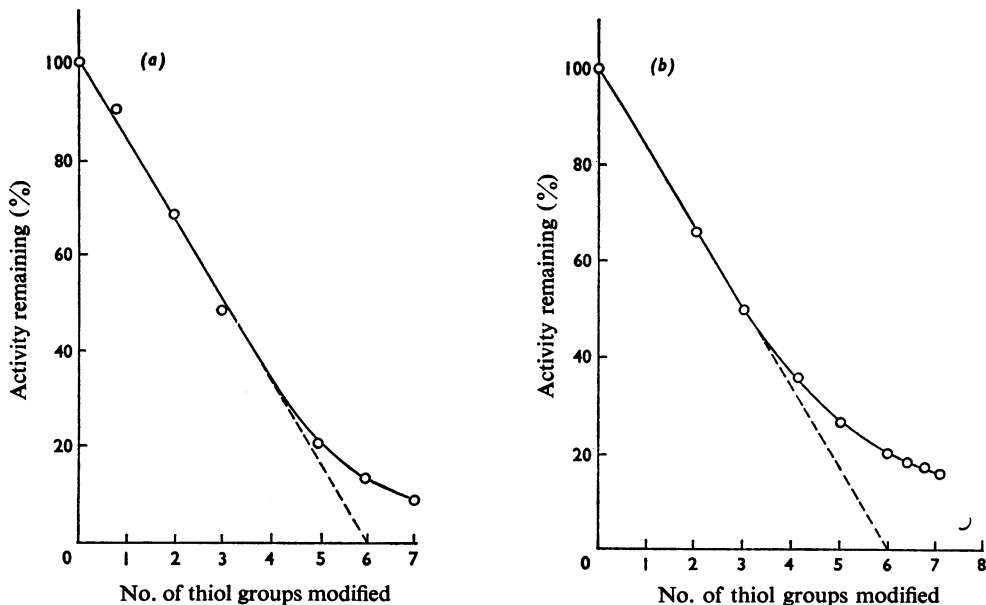 (a)
Activity remaining (%)
100
80
60
40
20
0
1 2 3 4 5 6 7
No. of thiol groups modified
(b)
Activity remaining (%)
100
80
60
40
20
0
1 2 3 4 5 6 7 8
No. of thiol groups modified